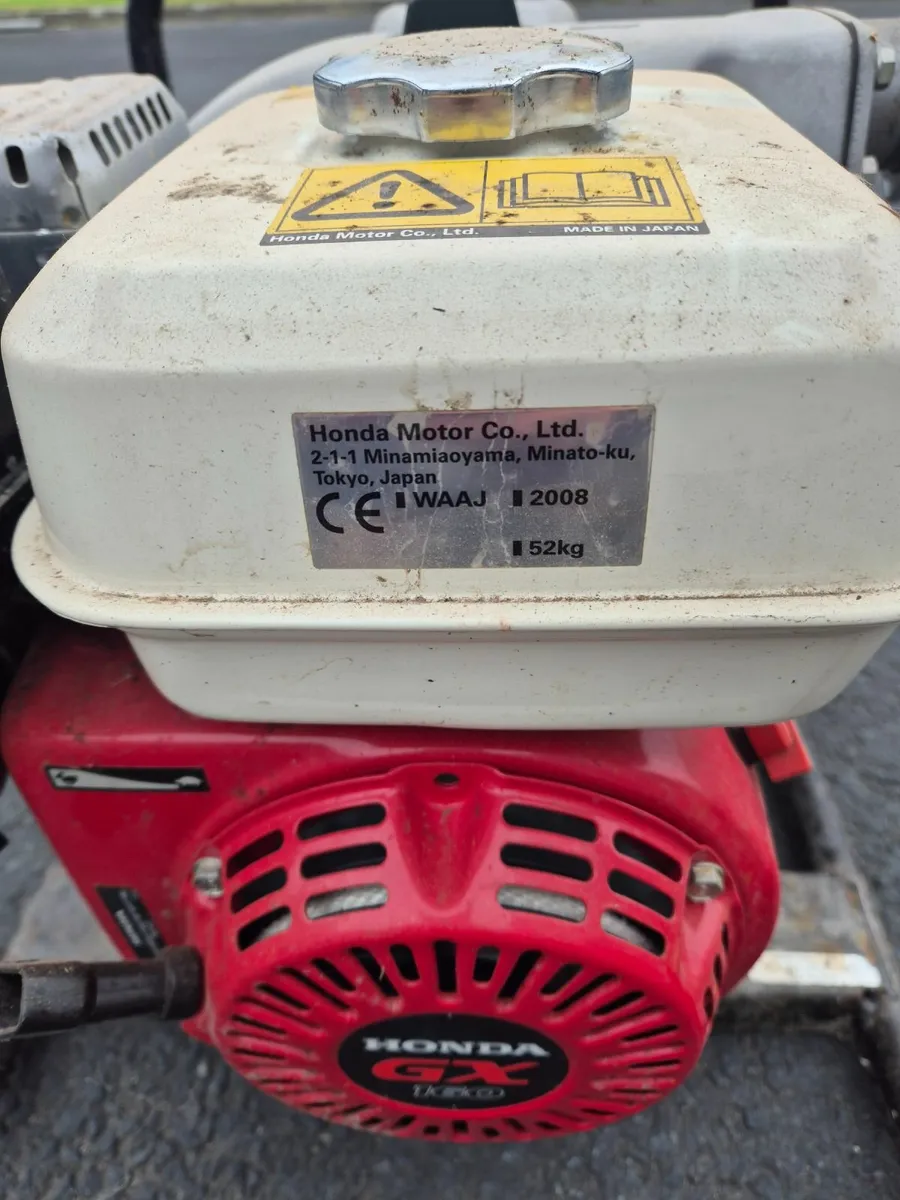 Honda Motor Co., Ltd. MADE IN JAPAN
Honda Motor Co., Ltd.
2-1-1 Minamiaoyama, Minato-ku,
Tokyo, Japan
CE WAAJ 2008
52kg
HONDA
GX